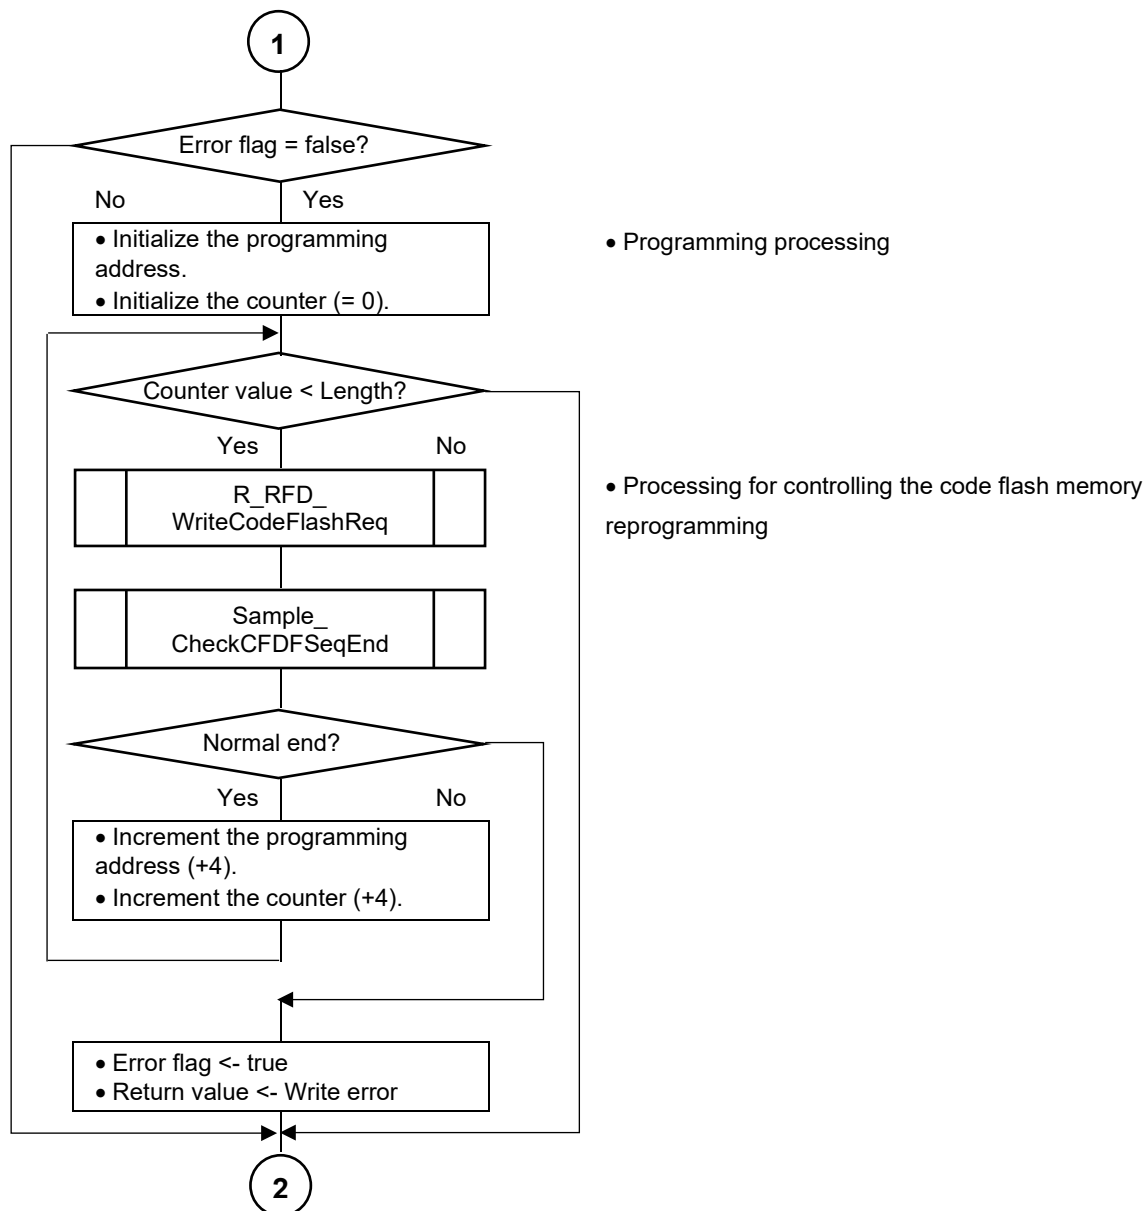 1
Error flag = false?
No Yes
• Initialize the programming
address.
• Initialize the counter (= 0).
• Programming processing
Counter value < Length?
Yes No
R_RFD_
WriteCodeFlashReq
• Processing for controlling the code flash memory
reprogramming
Sample_
CheckCFDFSeqEnd
Normal end?
Yes No
• Increment the programming
address (+4).
• Increment the counter (+4).
• Error flag <- true
• Return value <- Write error
2